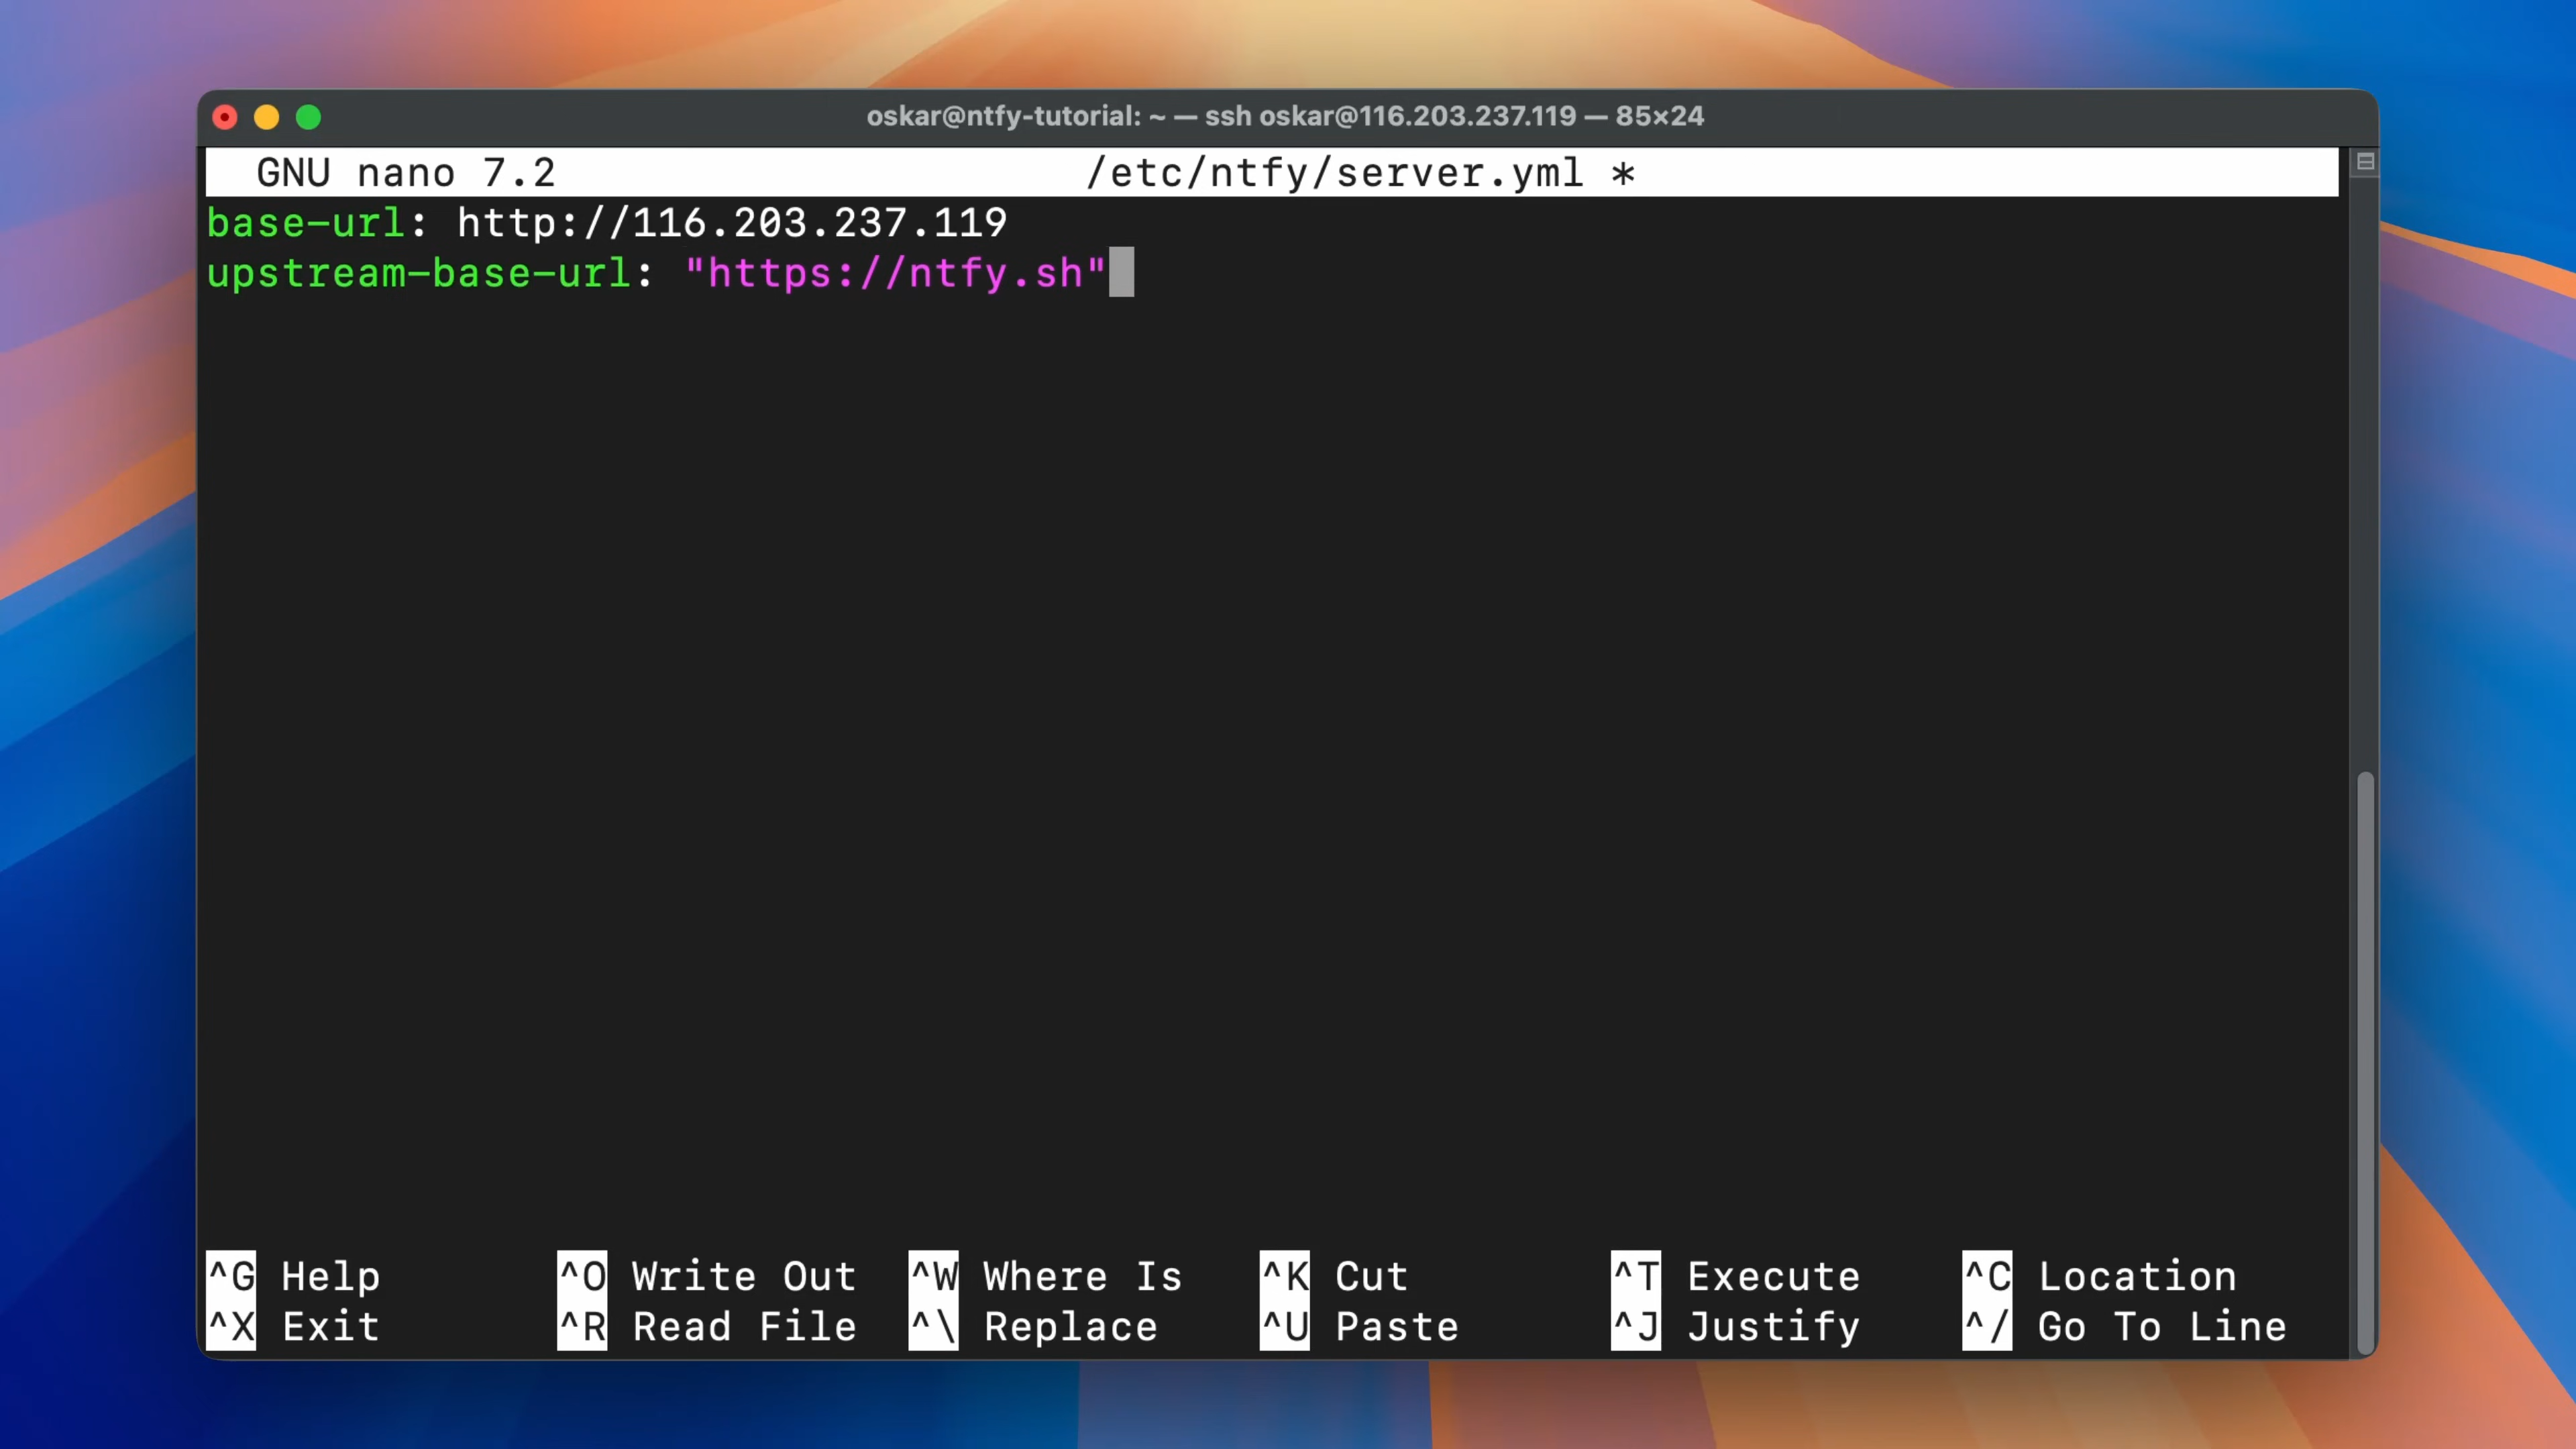 oskar@ntfy-tutorial: ~ — ssh oskar@116.203.237.119 — 85×24
GNU nano 7.2 /etc/ntfy/server.yml *
base-url: http://116.203.237.119
upstream-base-url: "https://ntfy.sh"
^G Help ^O Write Out ^W Where Is ^K Cut ^T Execute ^C Location
^X Exit ^R Read File ^\ Replace ^U Paste ^J Justify ^/ Go To Line